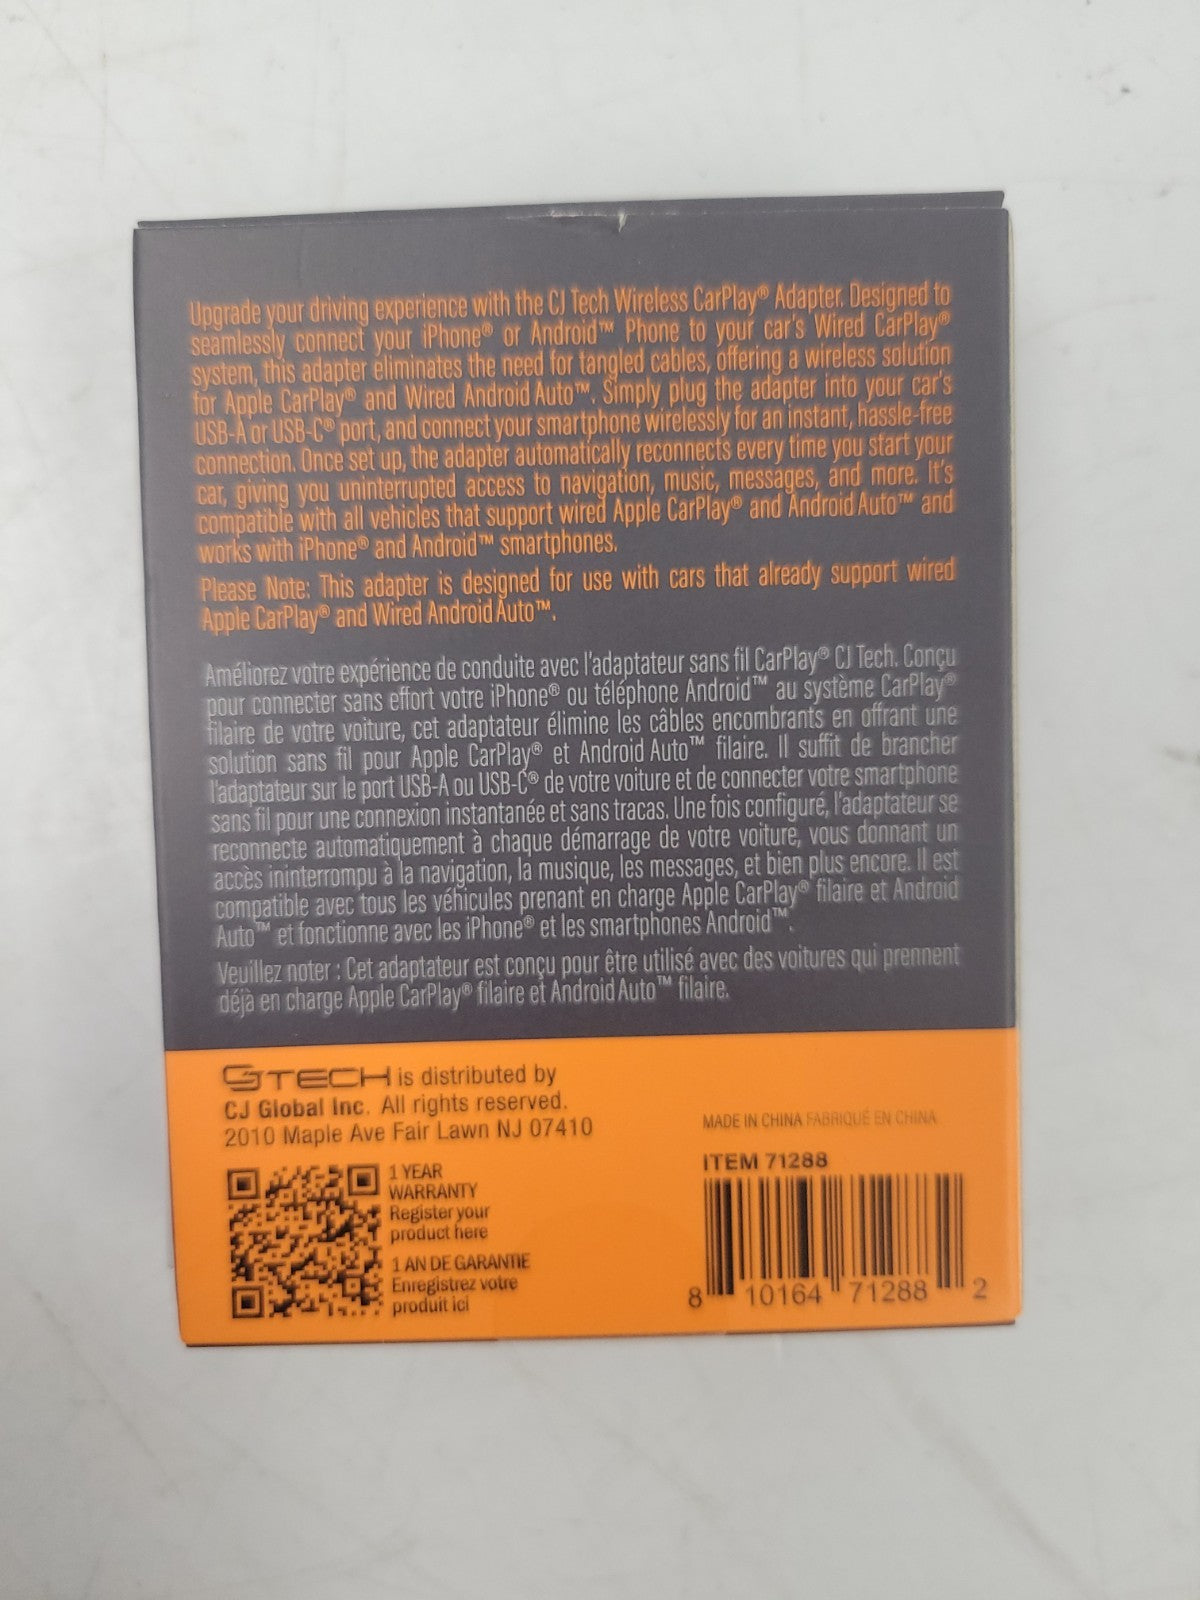 Upgrade your driving experience with the CJ Tech Wireless CarPlay® Adapter. Designed to
seamlessly connect your iPhone® or Android™ Phone to your car's Wired CarPlay®
system, this adapter eliminates the need for tangled cables, offering a wireless solution
for Apple CarPlay® and Wired Android Auto™. Simply plug the adapter into your car's
USB-A or USB-C® port, and connect your smartphone wirelessly for an instant, hassle-free
connection. Once set up, the adapter automatically reconnects every time you start your
car, giving you uninterrupted access to navigation, music, messages, and more. It's
compatible with all vehicles that support wired Apple CarPlay® and Android Auto™ and
works with iPhone® and Android™ smartphones.
Please Note: This adapter is designed for use with cars that already support wired
Apple CarPlay® and Wired Android Auto™.
Améliorez votre expérience de conduite avec l'adaptateur sans fil CarPlay® CJ Tech. Conçu
pour connecter sans effort votre iPhone® ou téléphone Android™ au système CarPlay®
filaire de votre voiture, cet adaptateur élimine les câbles encombrants en offrant une
solution sans fil pour Apple CarPlay® et Android Auto™ filaire. Il suffit de brancher
l'adaptateur sur le port USB-A ou USB-C® de votre voiture et de connecter votre smartphone
sans fil pour une connexion instantanée et sans tracas. Une fois configuré, l'adaptateur se
reconnecte automatiquement à chaque démarrage de votre voiture, vous donnant un
accès ininterrompu à la navigation, la musique, les messages, et bien plus encore. Il est
compatible avec tous les véhicules prenant en charge Apple CarPlay® filaire et Android
Auto™ et fonctionne avec les iPhone® et les smartphones Android™.
Veuillez noter : Cet adaptateur est conçu pour être utilisé avec des voitures qui prennent
déjà en charge Apple CarPlay® filaire et Android Auto™ filaire.
CJTECH is distributed by
CJ Global Inc. All rights reserved.
2010 Maple Ave Fair Lawn NJ 07410
1 YEAR
WARRANTY
Register your
product here
1 AN DE GARANTIE
Enregistrez votre
produit ici
MADE IN CHINA FABRIQUÉ EN CHINA
ITEM 71288
8 10164 71288 2